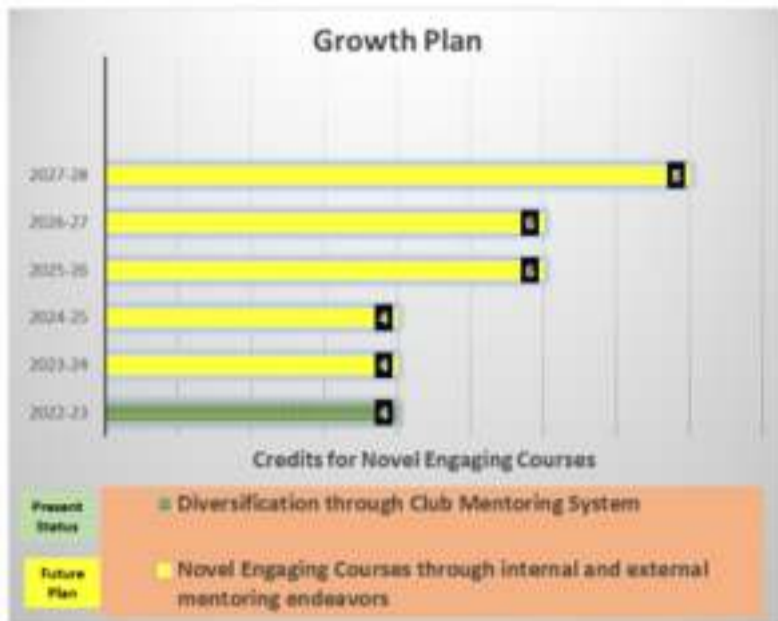 Growth Plan
2027-28
8
2026-27
6
2025-26
6
2024-25
4
2023-24
4
2022-23
4
Credits for Novel Engaging Courses
Present
Status
Diversification through Club Mentoring System
Future
Plan
Novel Engaging Courses through internal and external
mentoring endeavors